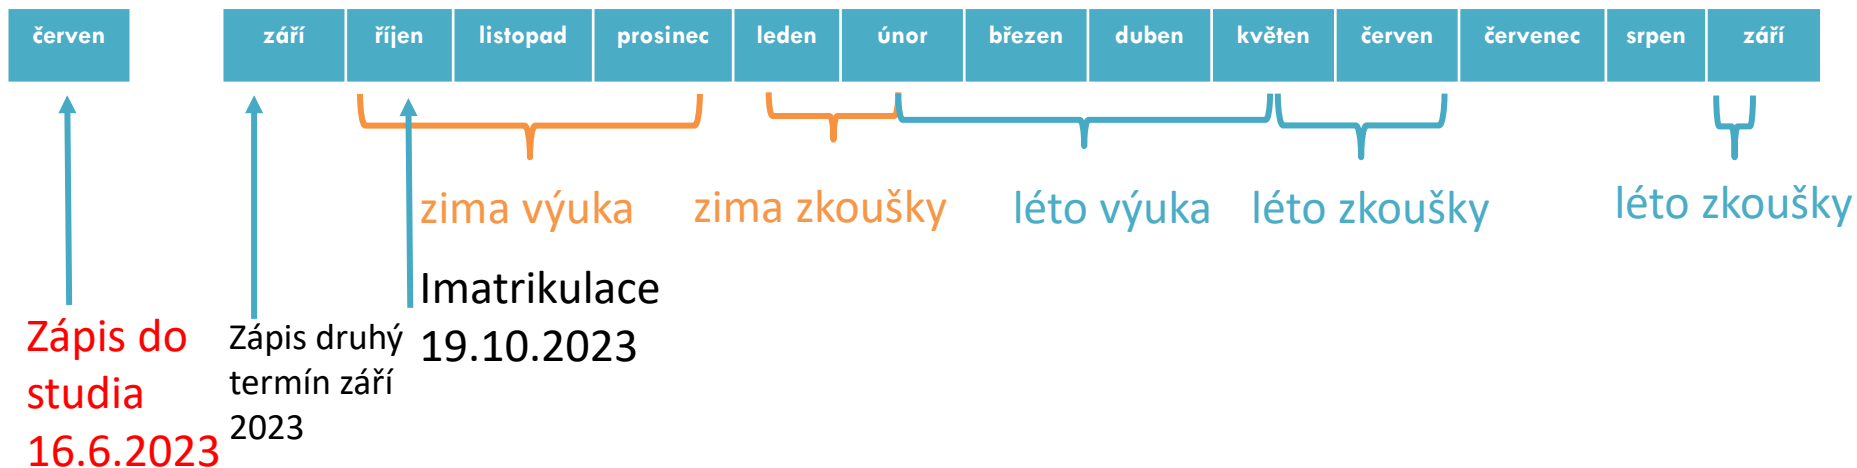 červen září říjen listopad prosinec leden únor březen duben květen červen červenec srpen září
zima výuka zima zkoušky léto výuka léto zkoušky léto zkoušky
Imatrikulace
19.10.2023
Zápis do
studia
16.6.2023
Zápis druhý
termín září
2023